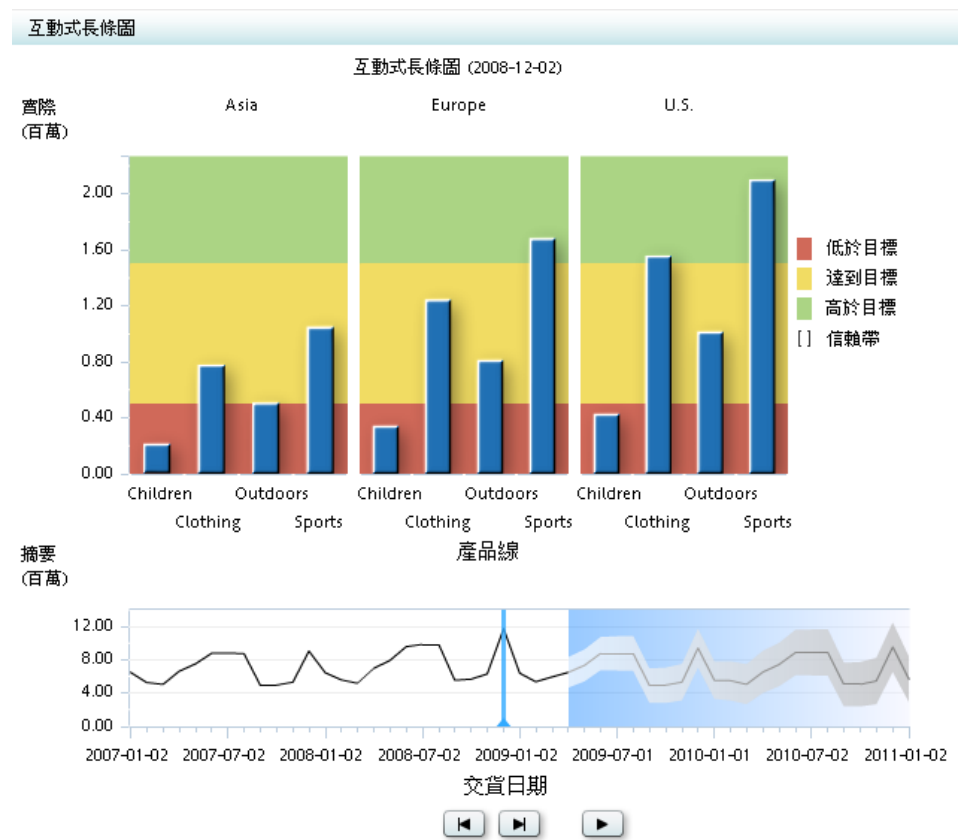 互動式長條圖
互動式長條圖 (2008-12-02)
實際
(百萬)
Asia
Europe
U.S.
2.00
1.60
1.20
0.80
0.40
0.00
低於目標
達到目標
高於目標
[ ] 信賴帶
Children Outdoors Children Outdoors Children Outdoors
Clothing Sports Clothing Sports Clothing Sports
產品線
摘要
(百萬)
12.00
8.00
4.00
0.00
2007-01-02 2007-07-02 2008-01-02 2008-07-02 2009-01-02 2009-07-01 2010-01-01 2010-07-02 2011-01-02
交貨日期